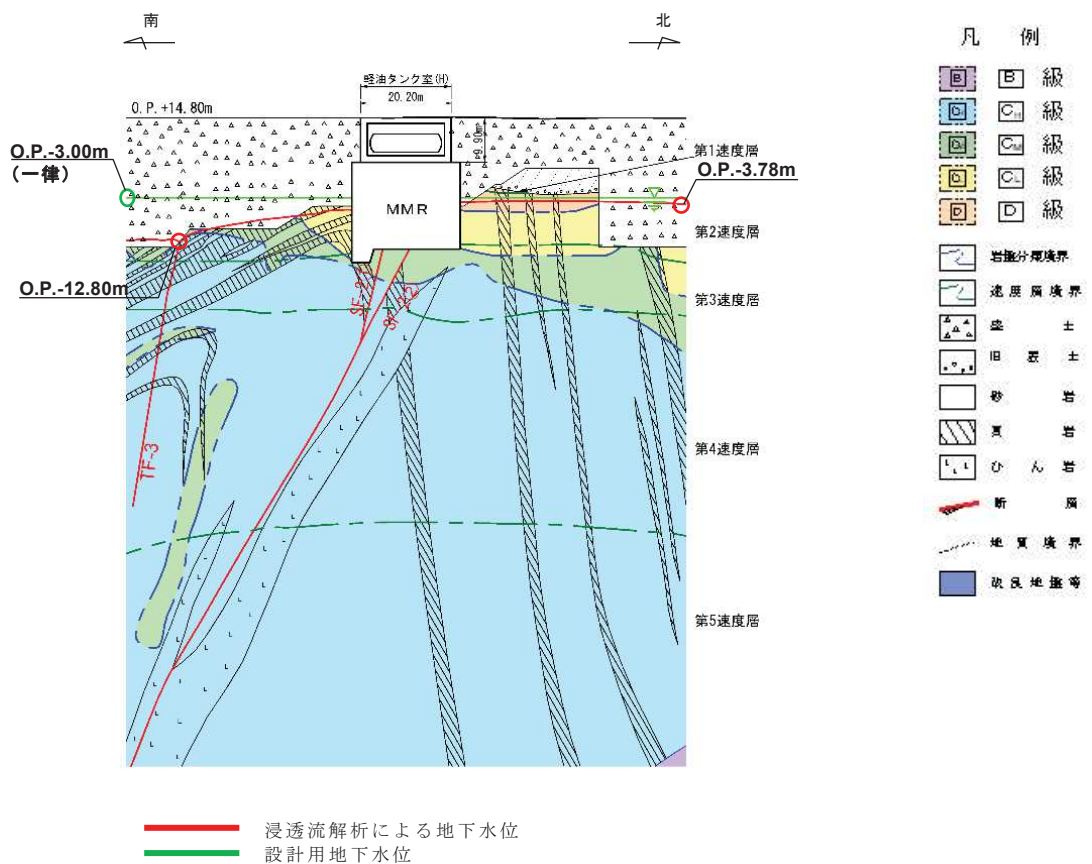 南
北
軽油タンク室(H)
20.20m
9.90m
O.P.+14.80m
O.P.-3.00m
(一律)
第1速度層
O.P.-3.78m
MMR
第2速度層
O.P.-12.80m
第3速度層
TF-3
第4速度層
第5速度層
凡 例
B B 級
CH 級
CM 級
CL 級
D D 級
岩盤分類境界
速度層境界
盛 土
旧 表 土
砂 岩
頁 岩
ひ ん 岩
断 層
地 質 境 界
改良地盤等
浸透流解析による地下水位
設計用地下水位